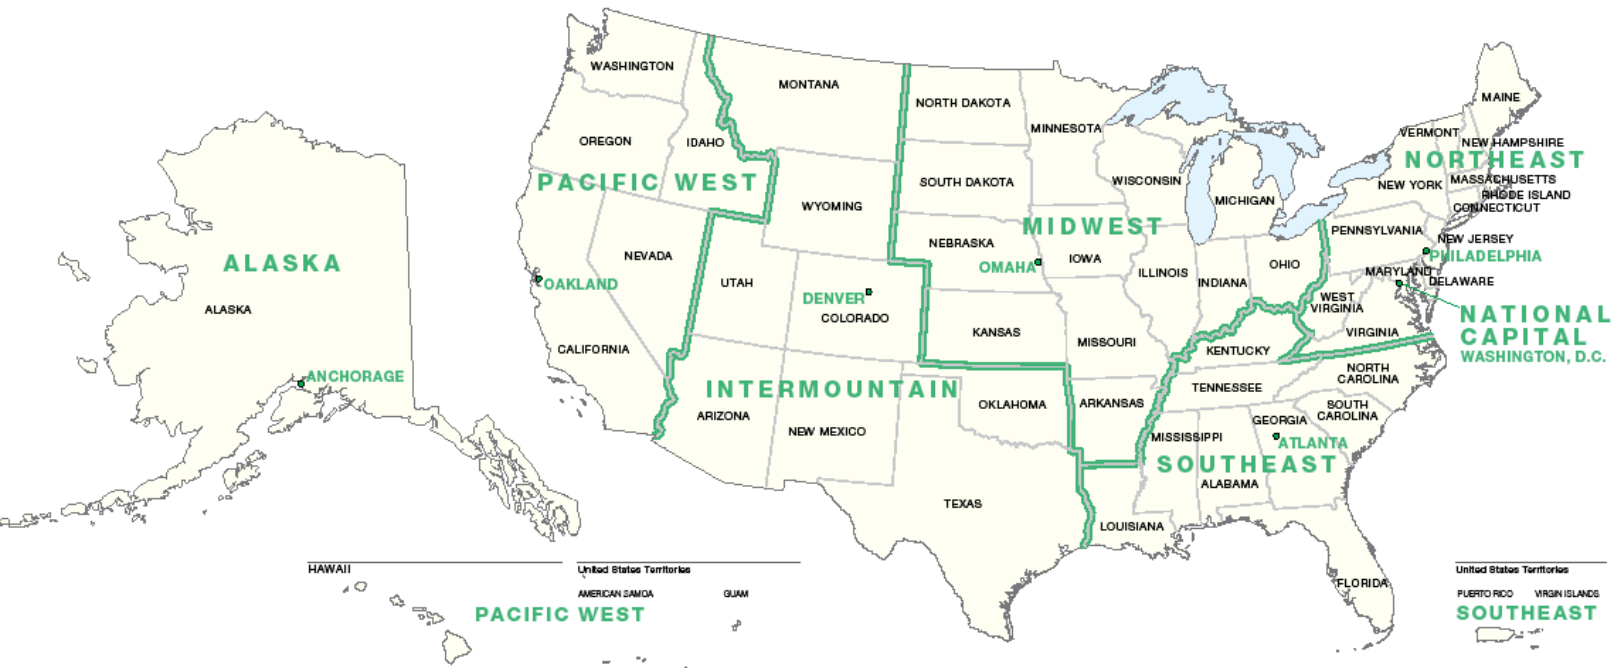 WASHINGTON
MONTANA
NORTH DAKOTA
MINNESOTA
MAINE
OREGON
IDAHO
VERMONT
NEW HAMPSHIRE
NORTHEAST
PACIFIC WEST
SOUTH DAKOTA
WISCONSIN
MICHIGAN
NEW YORK
MASSACHUSETTS
RHODE ISLAND
CONNECTICUT
WYOMING
MIDWEST
PENNSYLVANIA
NEW JERSEY
PHILADELPHIA
NEBRASKA
OMAHA
IOWA
ILLINOIS
INDIANA
OHIO
MARYLAND
DELAWARE
ALASKA
ALASKA
NEVADA
OAKLAND
UTAH
DENVER
COLORADO
WEST
VIRGINIA
NATIONAL
CAPITAL
WASHINGTON, D.C.
CALIFORNIA
KANSAS
MISSOURI
KENTUCKY
VIRGINIA
ANCHORAGE
INTERMOUNTAIN
TENNESSEE
NORTH
CAROLINA
ARIZONA
NEW MEXICO
OKLAHOMA
ARKANSAS
SOUTH
CAROLINA
GEORGIA
ATLANTA
MISSISSIPPI
SOUTHEAST
ALABAMA
TEXAS
LOUISIANA
FLORIDA
HAWAII
PACIFIC WEST
United States Territories
AMERICAN SAMOA
GUAM
United States Territories
PUERTO RICO
VIRGIN ISLANDS
SOUTHEAST